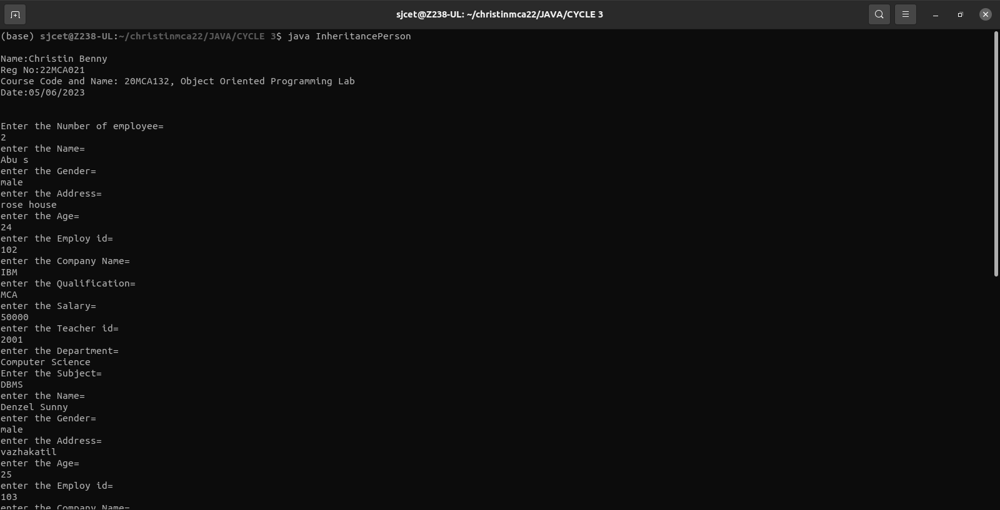 sjcet@Z238-UL: ~/christinmca22/JAVA/CYCLE 3
(base) sjcet@Z238-UL:~/christinmca22/JAVA/CYCLE 3$ java InheritancePerson
Name:Christin Benny
Reg No:22MCA021
Course Code and Name: 20MCA132, Object Oriented Programming Lab
Date:05/06/2023
Enter the Number of employee=
2
enter the Name=
Abu s
enter the Gender=
male
enter the Address=
rose house
enter the Age=
24
enter the Employ id=
102
enter the Company Name=
IBM
enter the Qualification=
MCA
enter the Salary=
50000
enter the Teacher id=
2001
enter the Department=
Computer Science
Enter the Subject=
DBMS
enter the Name=
Denzel Sunny
enter the Gender=
male
enter the Address=
vazhakatil
enter the Age=
25
enter the Employ id=
103
enter the Company Name=